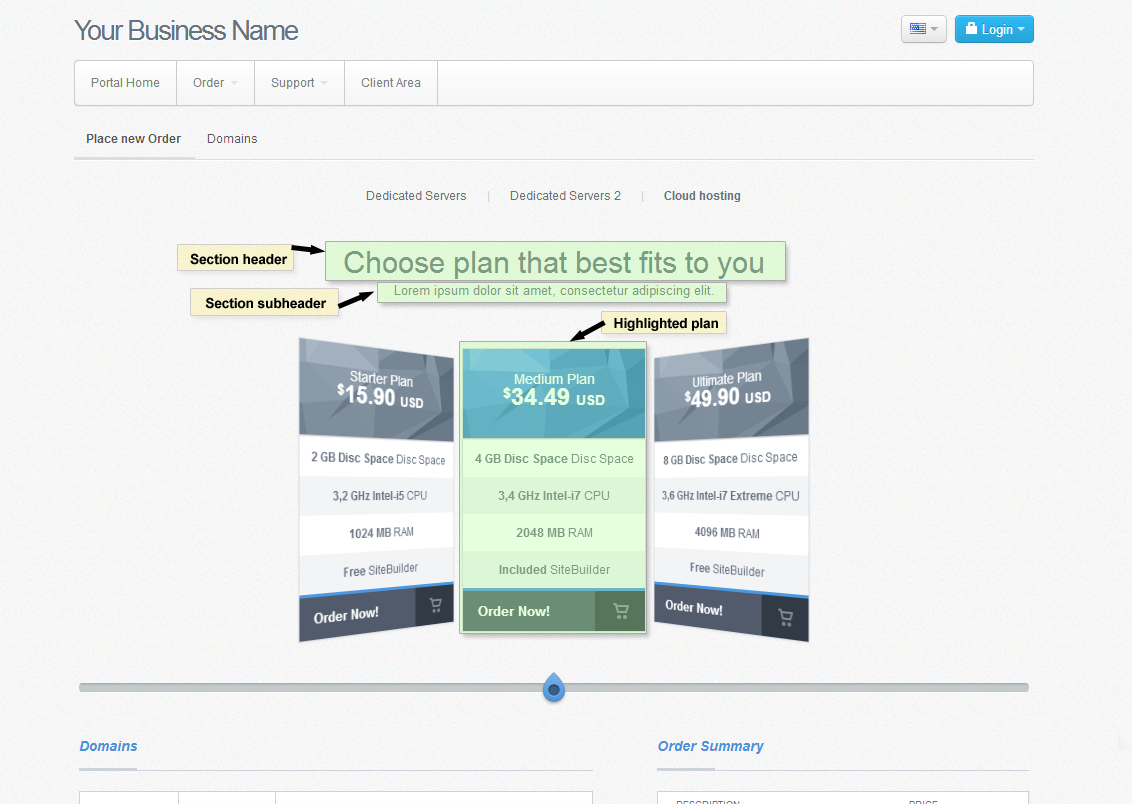 Your Business Name
Login
Portal Home
Order
Support
Client Area
Place new Order
Domains
Dedicated Servers | Dedicated Servers 2 | Cloud hosting
Section header
Choose plan that best fits to you
Section subheader
Lorem ipsum dolor sit amet, consectetur adipiscing elit.
Highlighted plan
Starter Plan
$15.90 USD
2 GB Disc Space Disc Space
3,2 GHz Intel-i5 CPU
1024 MB RAM
Free SiteBuilder
Order Now!
Medium Plan
$34.49 USD
4 GB Disc Space Disc Space
3,4 GHz Intel-i7 CPU
2048 MB RAM
Included SiteBuilder
Order Now!
Ultimate Plan
$49.90 USD
8 GB Disc Space Disc Space
3,6 GHz Intel-i7 Extreme CPU
4096 MB RAM
Free SiteBuilder
Order Now!
Domains
Order Summary
DESCRIPTION
PRICE